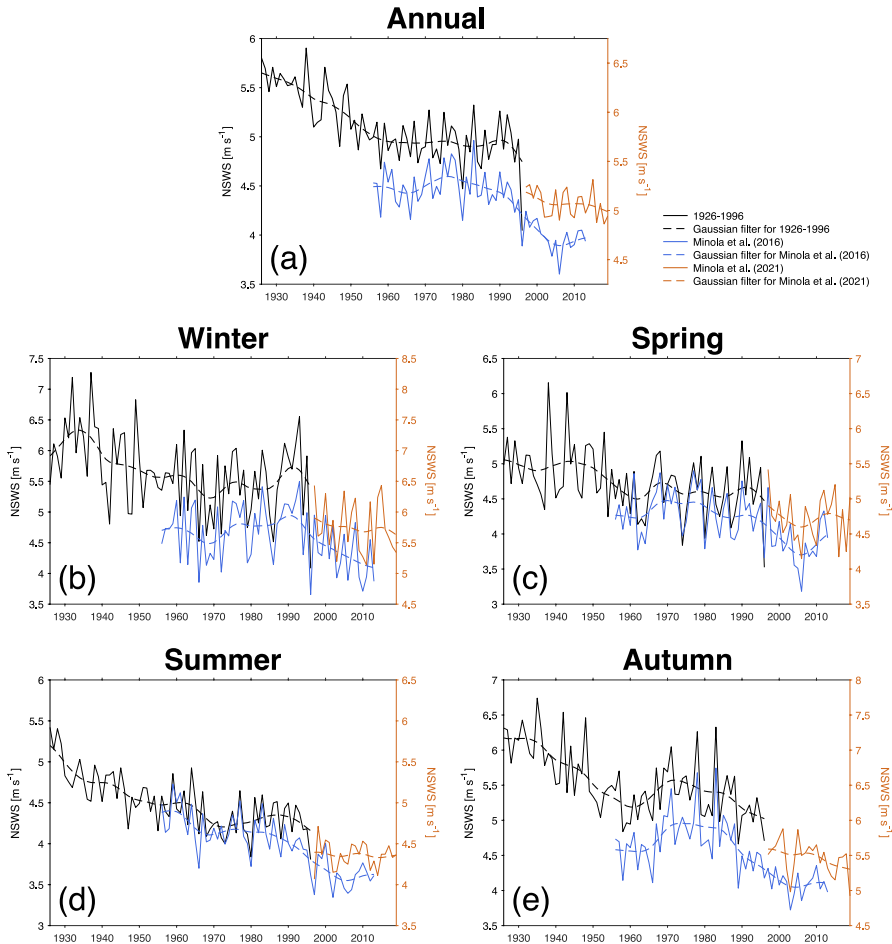 Annual
6
5.5
5
4.5
4
3.5
NSWS [m s⁻¹]
6.5
6
5.5
5
4.5
NSWS [m s⁻¹]
(a)
1930 1940 1950 1960 1970 1980 1990 2000 2010
1926-1996
Gaussian filter for 1926-1996
Minola et al. (2016)
Gaussian filter for Minola et al. (2016)
Minola et al. (2021)
Gaussian filter for Minola et al. (2021)
Winter
7.5
7
6.5
6
5.5
5
4.5
4
3.5
NSWS [m s⁻¹]
8.5
8
7.5
7
6.5
6
5.5
5
4.5
NSWS [m s⁻¹]
(b)
1930 1940 1950 1960 1970 1980 1990 2000 2010
Spring
6.5
6
5.5
5
4.5
4
3.5
3
NSWS [m s⁻¹]
7
6.5
6
5.5
5
4.5
4
3.5
NSWS [m s⁻¹]
(c)
1930 1940 1950 1960 1970 1980 1990 2000 2010
Summer
6
5.5
5
4.5
4
3.5
3
NSWS [m s⁻¹]
6.5
6
5.5
5
4.5
4
3.5
NSWS [m s⁻¹]
(d)
1930 1940 1950 1960 1970 1980 1990 2000 2010
Autumn
7
6.5
6
5.5
5
4.5
4
3.5
NSWS [m s⁻¹]
8
7.5
7
6.5
6
5.5
5
4.5
NSWS [m s⁻¹]
(e)
1930 1940 1950 1960 1970 1980 1990 2000 2010